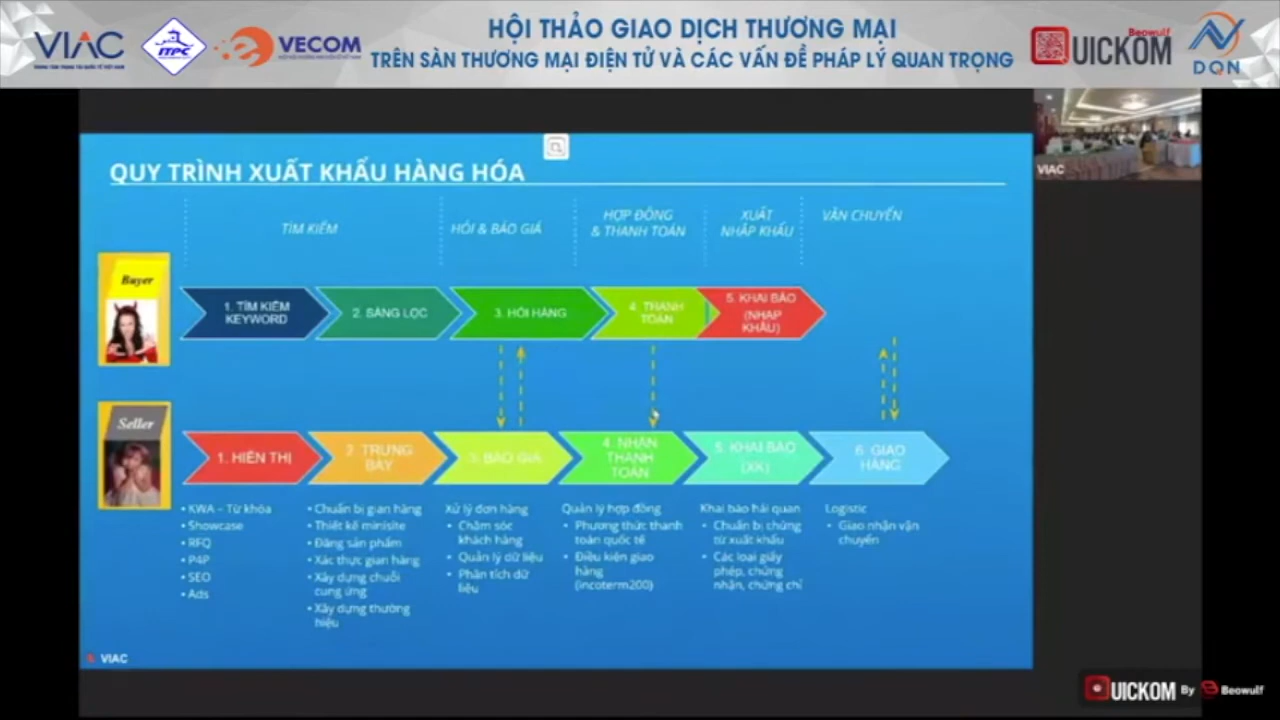 VIAC
ITPC
VECOM
HỘI THẢO GIAO DỊCH THƯƠNG MẠI
TRÊN SÀN THƯƠNG MẠI ĐIỆN TỬ VÀ CÁC VẤN ĐỀ PHÁP LÝ QUAN TRỌNG
Beowulf
UICKOM
DQN
VIAC
QUY TRÌNH XUẤT KHẨU HÀNG HÓA
TÌM KIẾM
HỎI & BÁO GIÁ
HỢP ĐỒNG
& THANH TOÁN
XUẤT
NHẬP KHẨU
VẬN CHUYỂN
Buyer
1. TÌM KIẾM
KEYWORD
2. SÀNG LỌC
3. HỎI HÀNG
4. THANH
TOÁN
5. KHAI BÁO
(NHẬP
KHẨU)
Seller
1. HIỂN THỊ
2. TRƯNG
BÀY
3. BÁO GIÁ
4. NHẬN
THANH
TOÁN
5. KHAI BÁO
(XK)
6. GIAO
HÀNG
• KWA – Từ khóa
• Showcase
• RFQ
• P4P
• SEO
• Ads
• Chuẩn bị gian hàng
• Thiết kế minisite
• Đăng sản phẩm
• Xác thực gian hàng
• Xây dựng chuỗi
cung ứng
• Xây dựng thương
hiệu
Xử lý đơn hàng
• Chăm sóc
khách hàng
• Quản lý dữ liệu
• Phân tích dữ
liệu
Quản lý hợp đồng
• Phương thức thanh
toán quốc tế
• Điều kiện giao
hàng
(incoterm200)
Khai báo hải quan
• Chuẩn bị chứng
từ xuất khẩu
• Các loại giấy
phép, chứng
nhận, chứng chỉ
Logistic
• Giao nhận vận
chuyển
VIAC
UICKOM By Beowulf